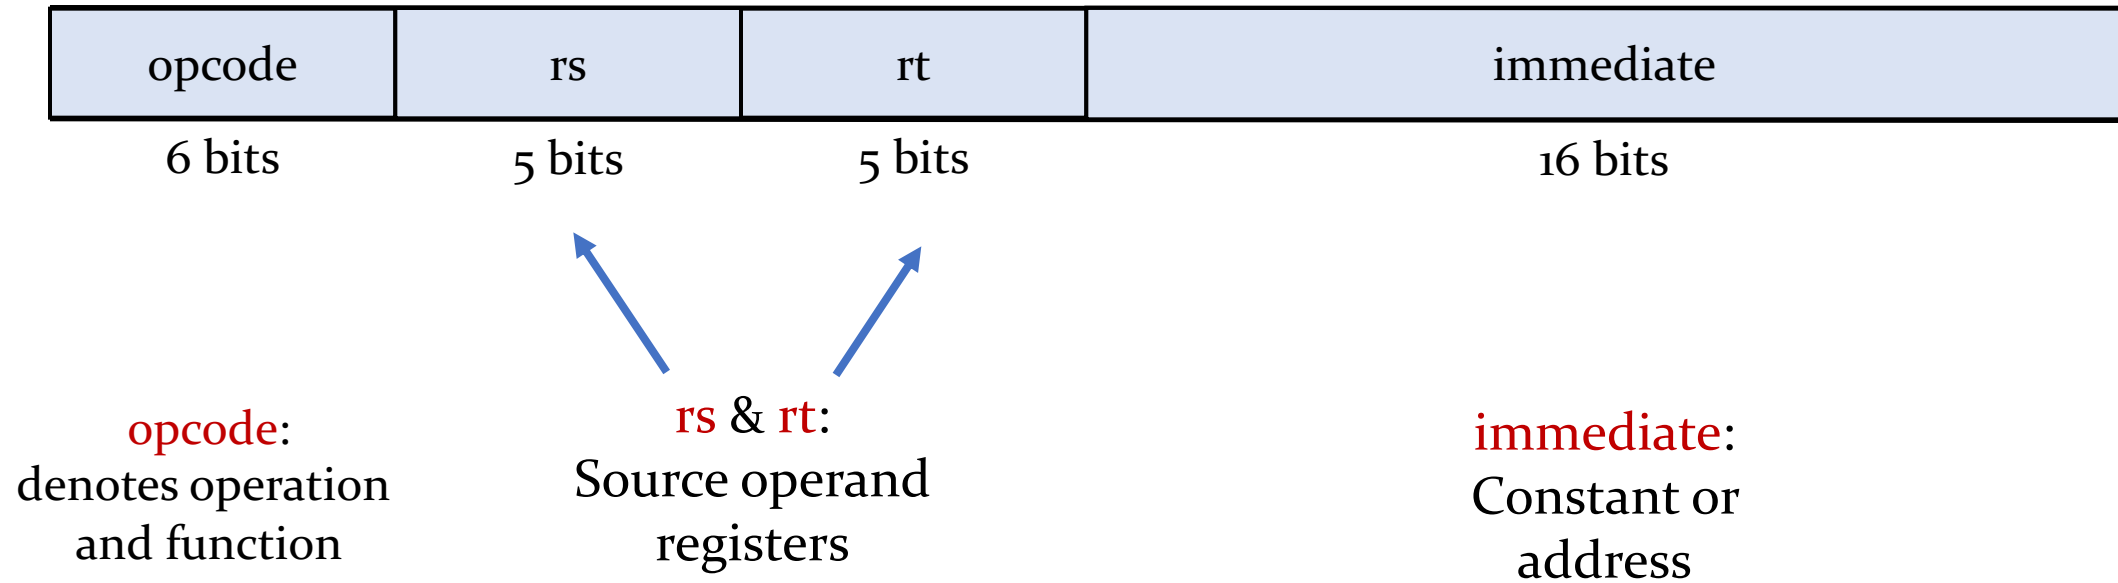 opcode rs rt immediate
6 bits 5 bits 5 bits 16 bits
opcode:
denotes operation
and function
rs & rt:
Source operand
registers
immediate:
Constant or
address